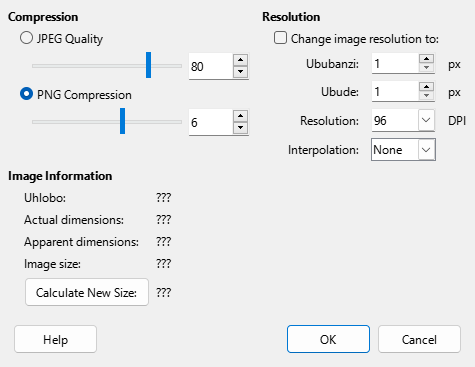 Compression
JPEG Quality
80
PNG Compression
6
Resolution
Change image resolution to:
Ububanzi: 1 px
Ubude: 1 px
Resolution: 96 DPI
Interpolation: None
Image Information
Uhlobo: ???
Actual dimensions: ???
Apparent dimensions: ???
Image size: ???
Calculate New Size: ???
Help
OK
Cancel